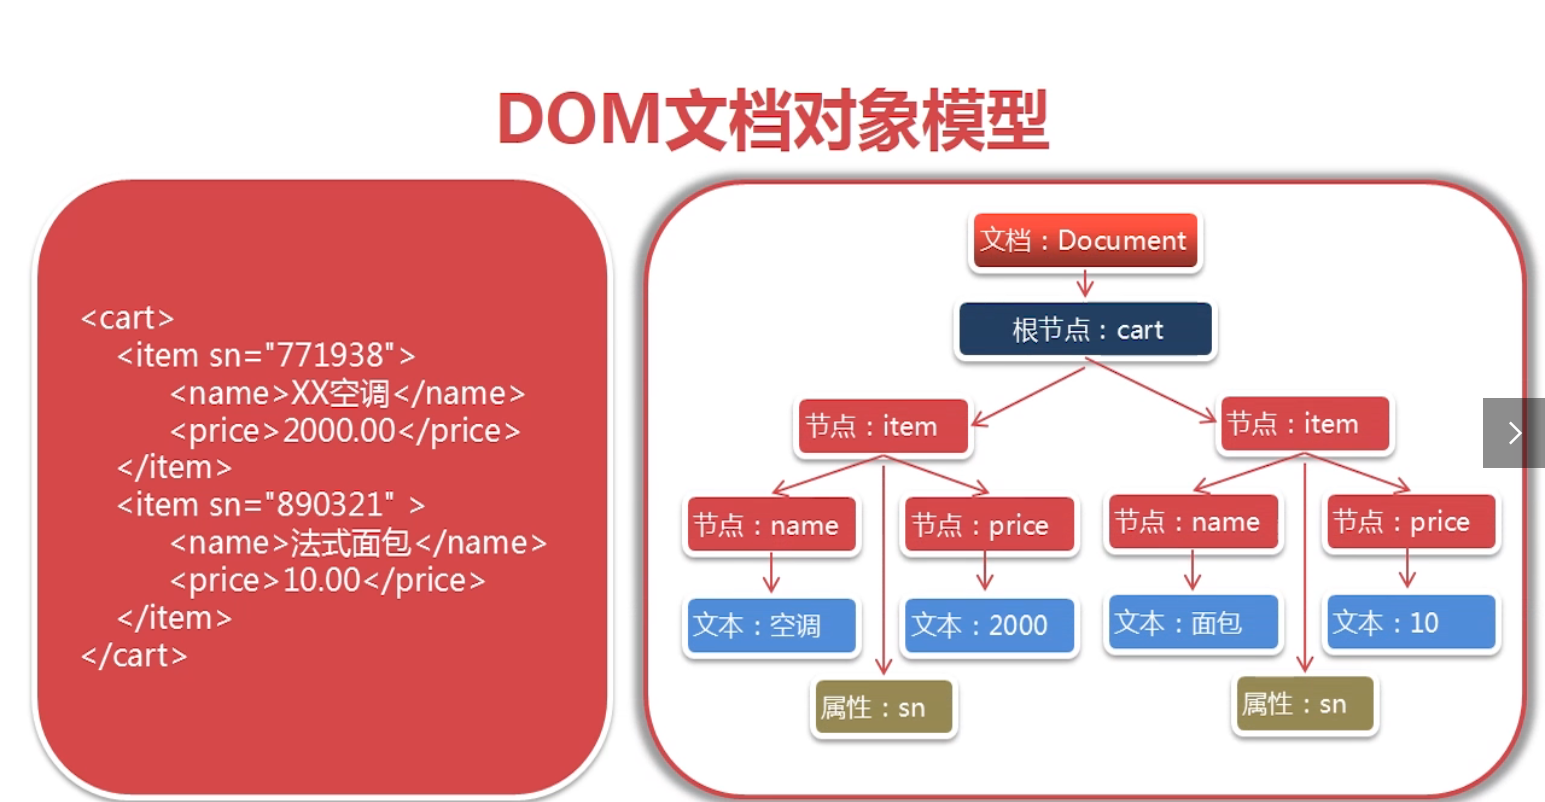 DOM文档对象模型
<cart>
<item sn="771938">
<name>XX空调</name>
<price>2000.00</price>
</item>
<item sn="890321" >
<name>法式面包</name>
<price>10.00</price>
</item>
</cart>
文档：Document
根节点：cart
节点：item
节点：item
节点：name
节点：price
节点：name
节点：price
文本：空调
文本：2000
文本：面包
文本：10
属性：sn
属性：sn